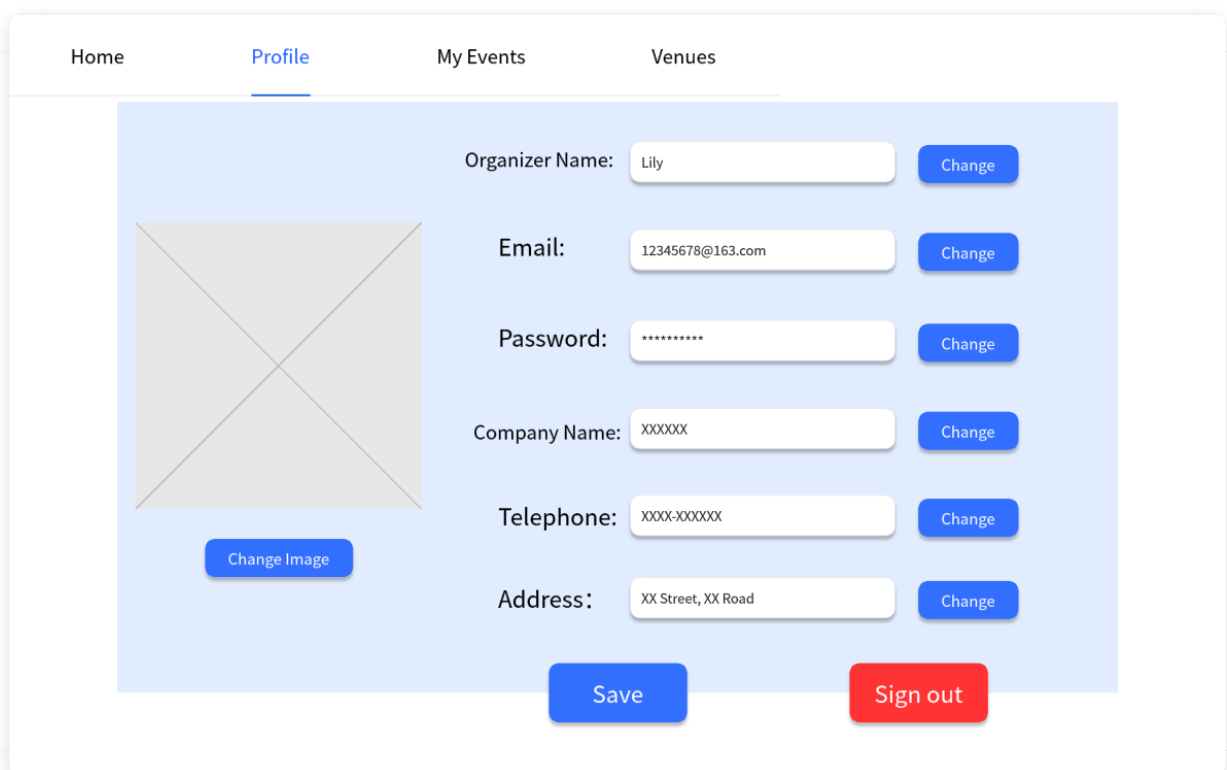 Home Profile My Events Venues
Organizer Name: Lily Change
Email: 12345678@163.com Change
Password: ********** Change
Company Name: XXXXXX Change
Telephone: XXXX-XXXXXX Change
Change Image
Address： XX Street, XX Road Change
Save Sign out